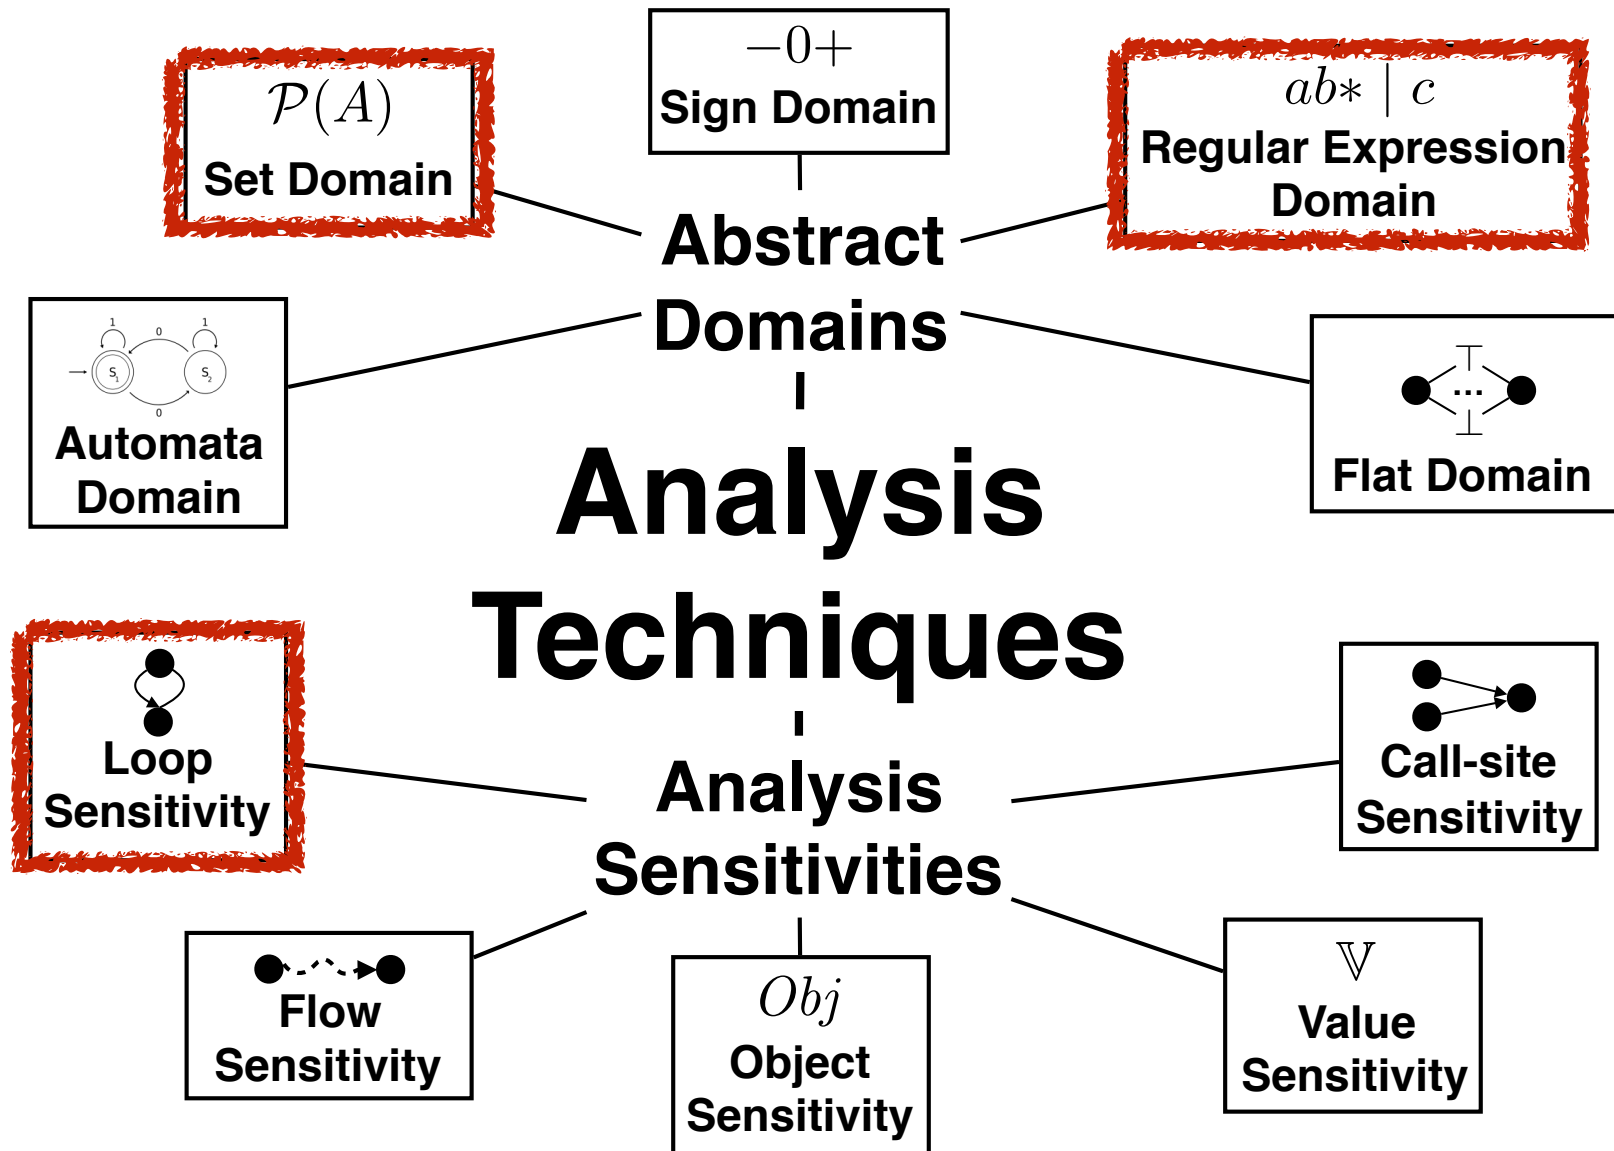 −0+
Sign Domain
𝒫(A)
Set Domain
ab∗ | c
Regular Expression
Domain
Abstract
Domains
1
0
1
S1
S2
0
Automata
Domain
⊤
...
⊥
Flat Domain
Analysis
Techniques
Loop
Sensitivity
Call-site
Sensitivity
Analysis
Sensitivities
Flow
Sensitivity
Obj
Object
Sensitivity
𝕍
Value
Sensitivity